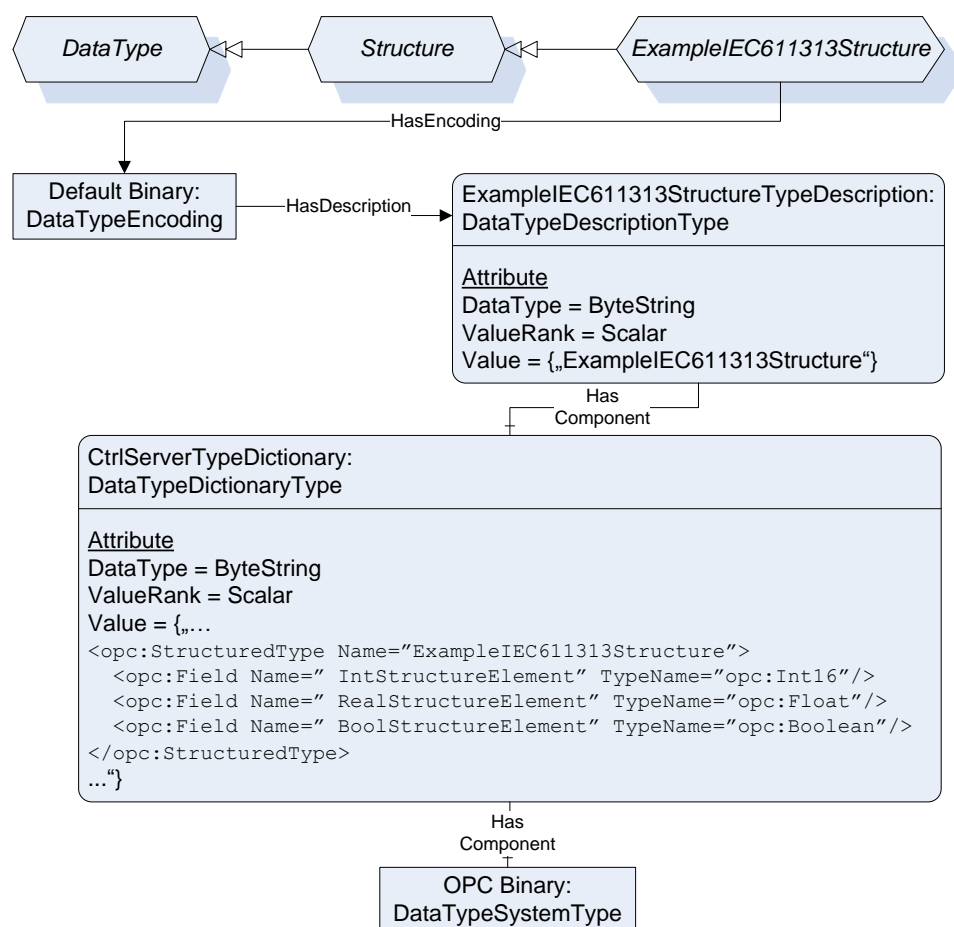 DataType
Structure
ExampleIEC611313Structure
HasEncoding
Default Binary:
DataTypeEncoding
HasDescription
ExampleIEC611313StructureTypeDescription:
DataTypeDescriptionType
Attribute
DataType = ByteString
ValueRank = Scalar
Value = {„ExampleIEC611313Structure“}
Has
Component
CtrlServerTypeDictionary:
DataTypeDictionaryType
Attribute
DataType = ByteString
ValueRank = Scalar
Value = {„…
<opc:StructuredType Name=”ExampleIEC611313Structure”>
<opc:Field Name=” IntStructureElement” TypeName=”opc:Int16”/>
<opc:Field Name=” RealStructureElement” TypeName=”opc:Float”/>
<opc:Field Name=” BoolStructureElement” TypeName=”opc:Boolean”/>
</opc:StructuredType>
...“}
Has
Component
OPC Binary:
DataTypeSystemType